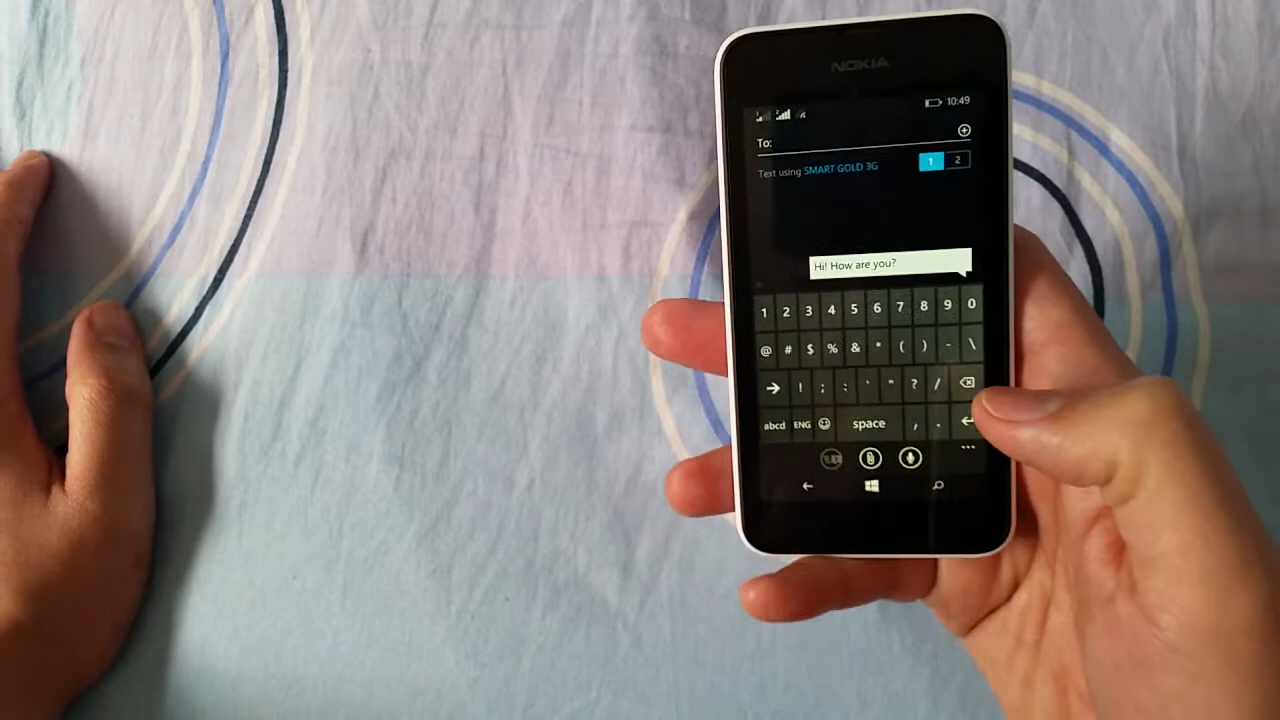 NOKIA
10:49
To:
Text using SMART GOLD 3G
1 2
Hi! How are you?
1 2 3 4 5 6 7 8 9 0
@ # $ % & * ( ) - \
! ; : ' " ? /
abcd ENG space , .